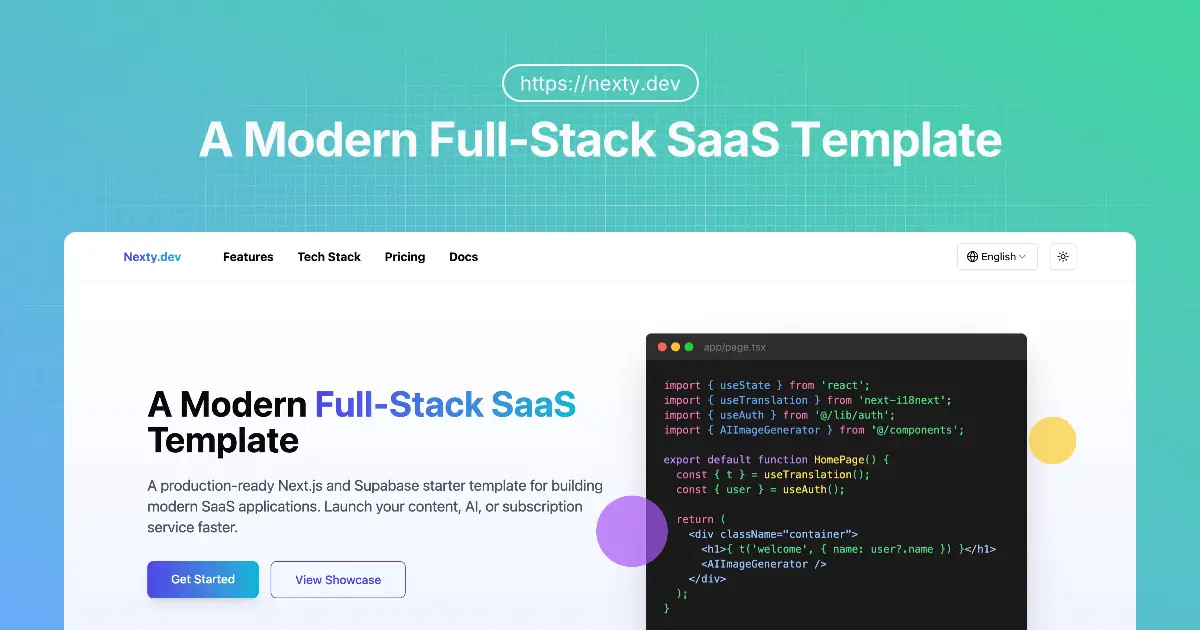 https://nexty.dev
A Modern Full-Stack SaaS Template
Nexty.dev Features Tech Stack Pricing Docs English
A Modern Full-Stack SaaS
Template
A production-ready Next.js and Supabase starter template for building
modern SaaS applications. Launch your content, AI, or subscription
service faster.
Get Started View Showcase
app/page.tsx
import { useState } from 'react';
import { useTranslation } from 'next-i18next';
import { useAuth } from '@/lib/auth';
import { AIImageGenerator } from '@/components';
export default function HomePage() {
const { t } = useTranslation();
const { user } = useAuth();
return (
<div className="container">
<h1>{ t('welcome', { name: user?.name }) }</h1>
<AIImageGenerator />
</div>
);
}